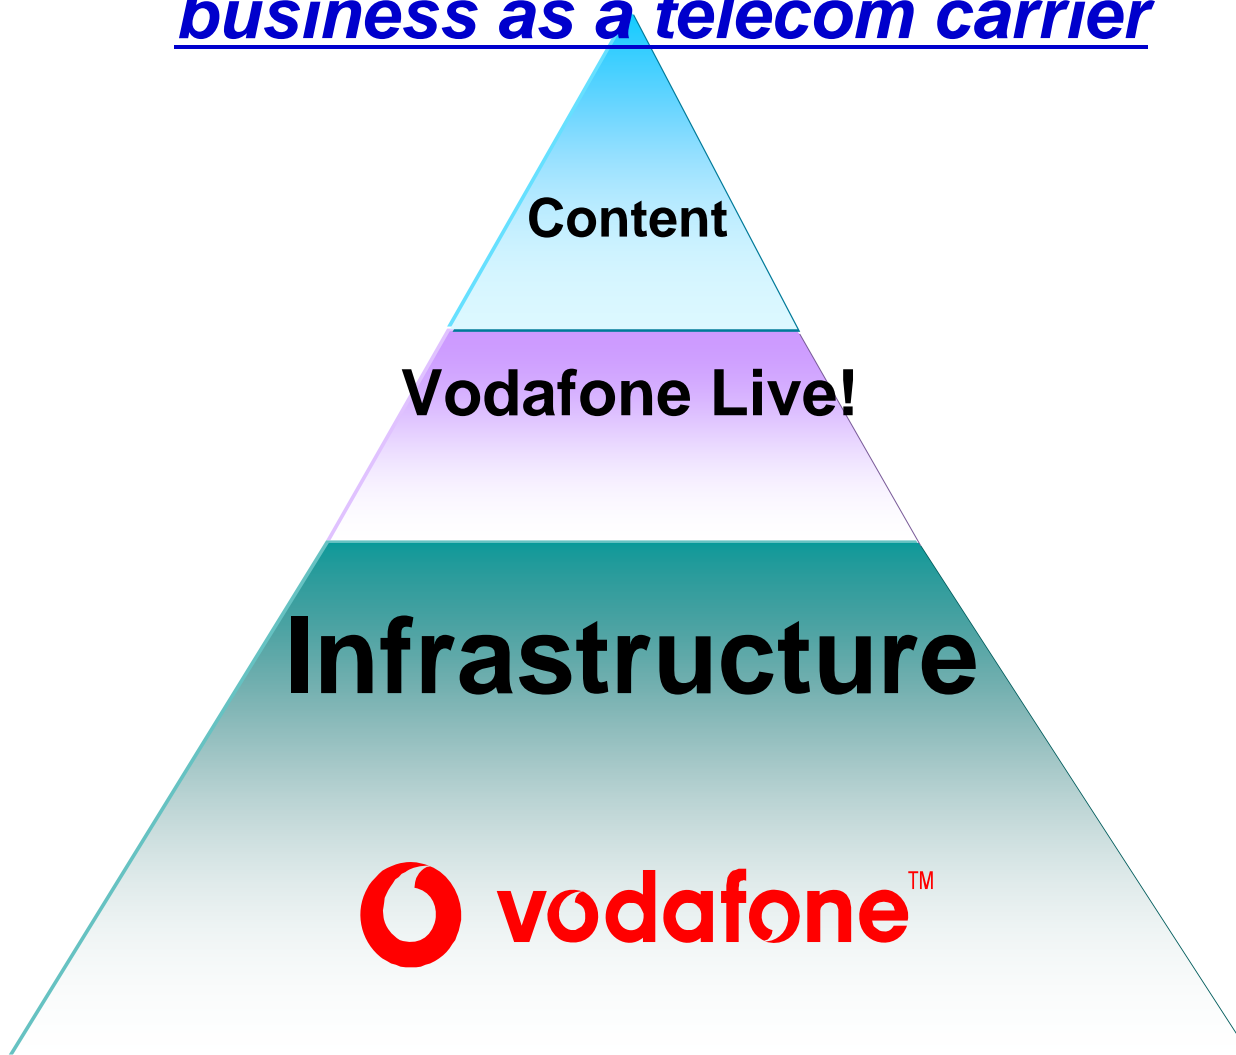 business as a telecom carrier
Content
Vodafone Live!
Infrastructure
vodafone™